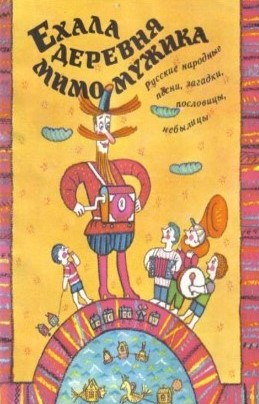 ЕХАЛА
ДЕРЕВНЯ
МИМО МУЖИКА
Русские народные
песни, загадки,
пословицы,
небылицы